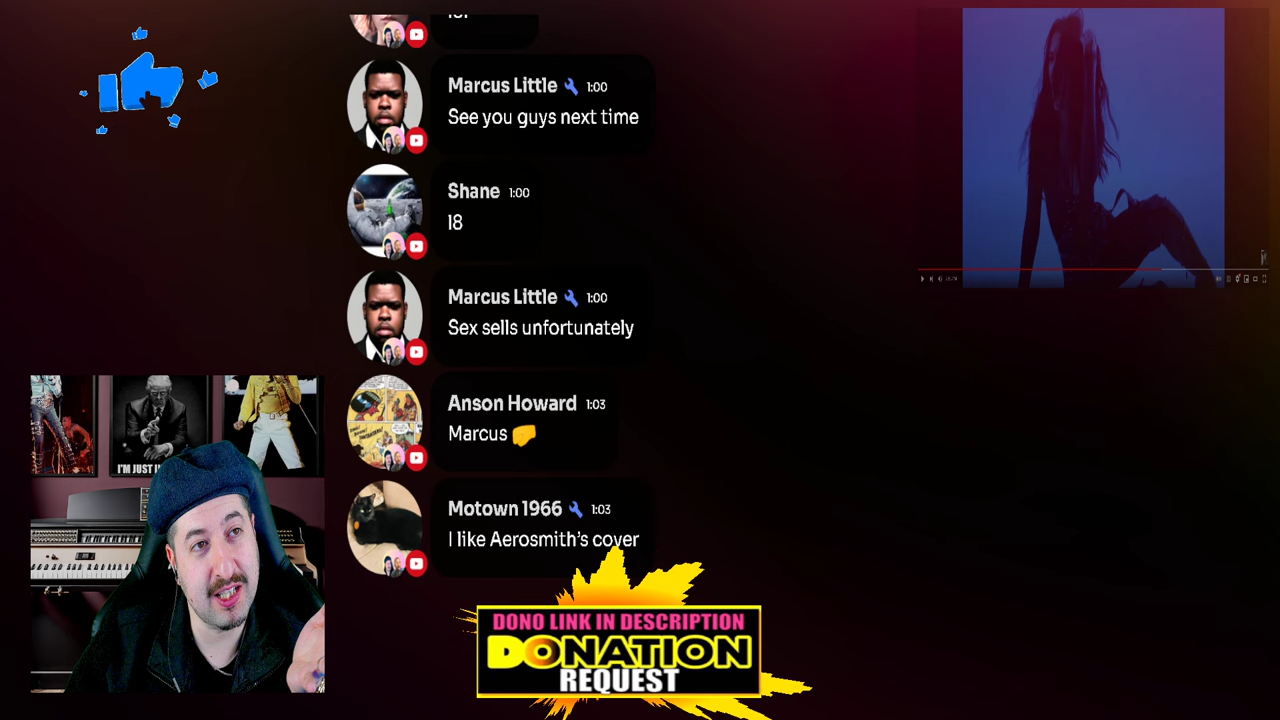 Marcus Little 1:00
See you guys next time
Shane 1:00
18
Marcus Little 1:00
Sex sells unfortunately
Anson Howard 1:03
Marcus 🤛
Motown 1966 1:03
I like Aerosmith’s cover
I'M JUST
DONO LINK IN DESCRIPTION
DONATION
REQUEST